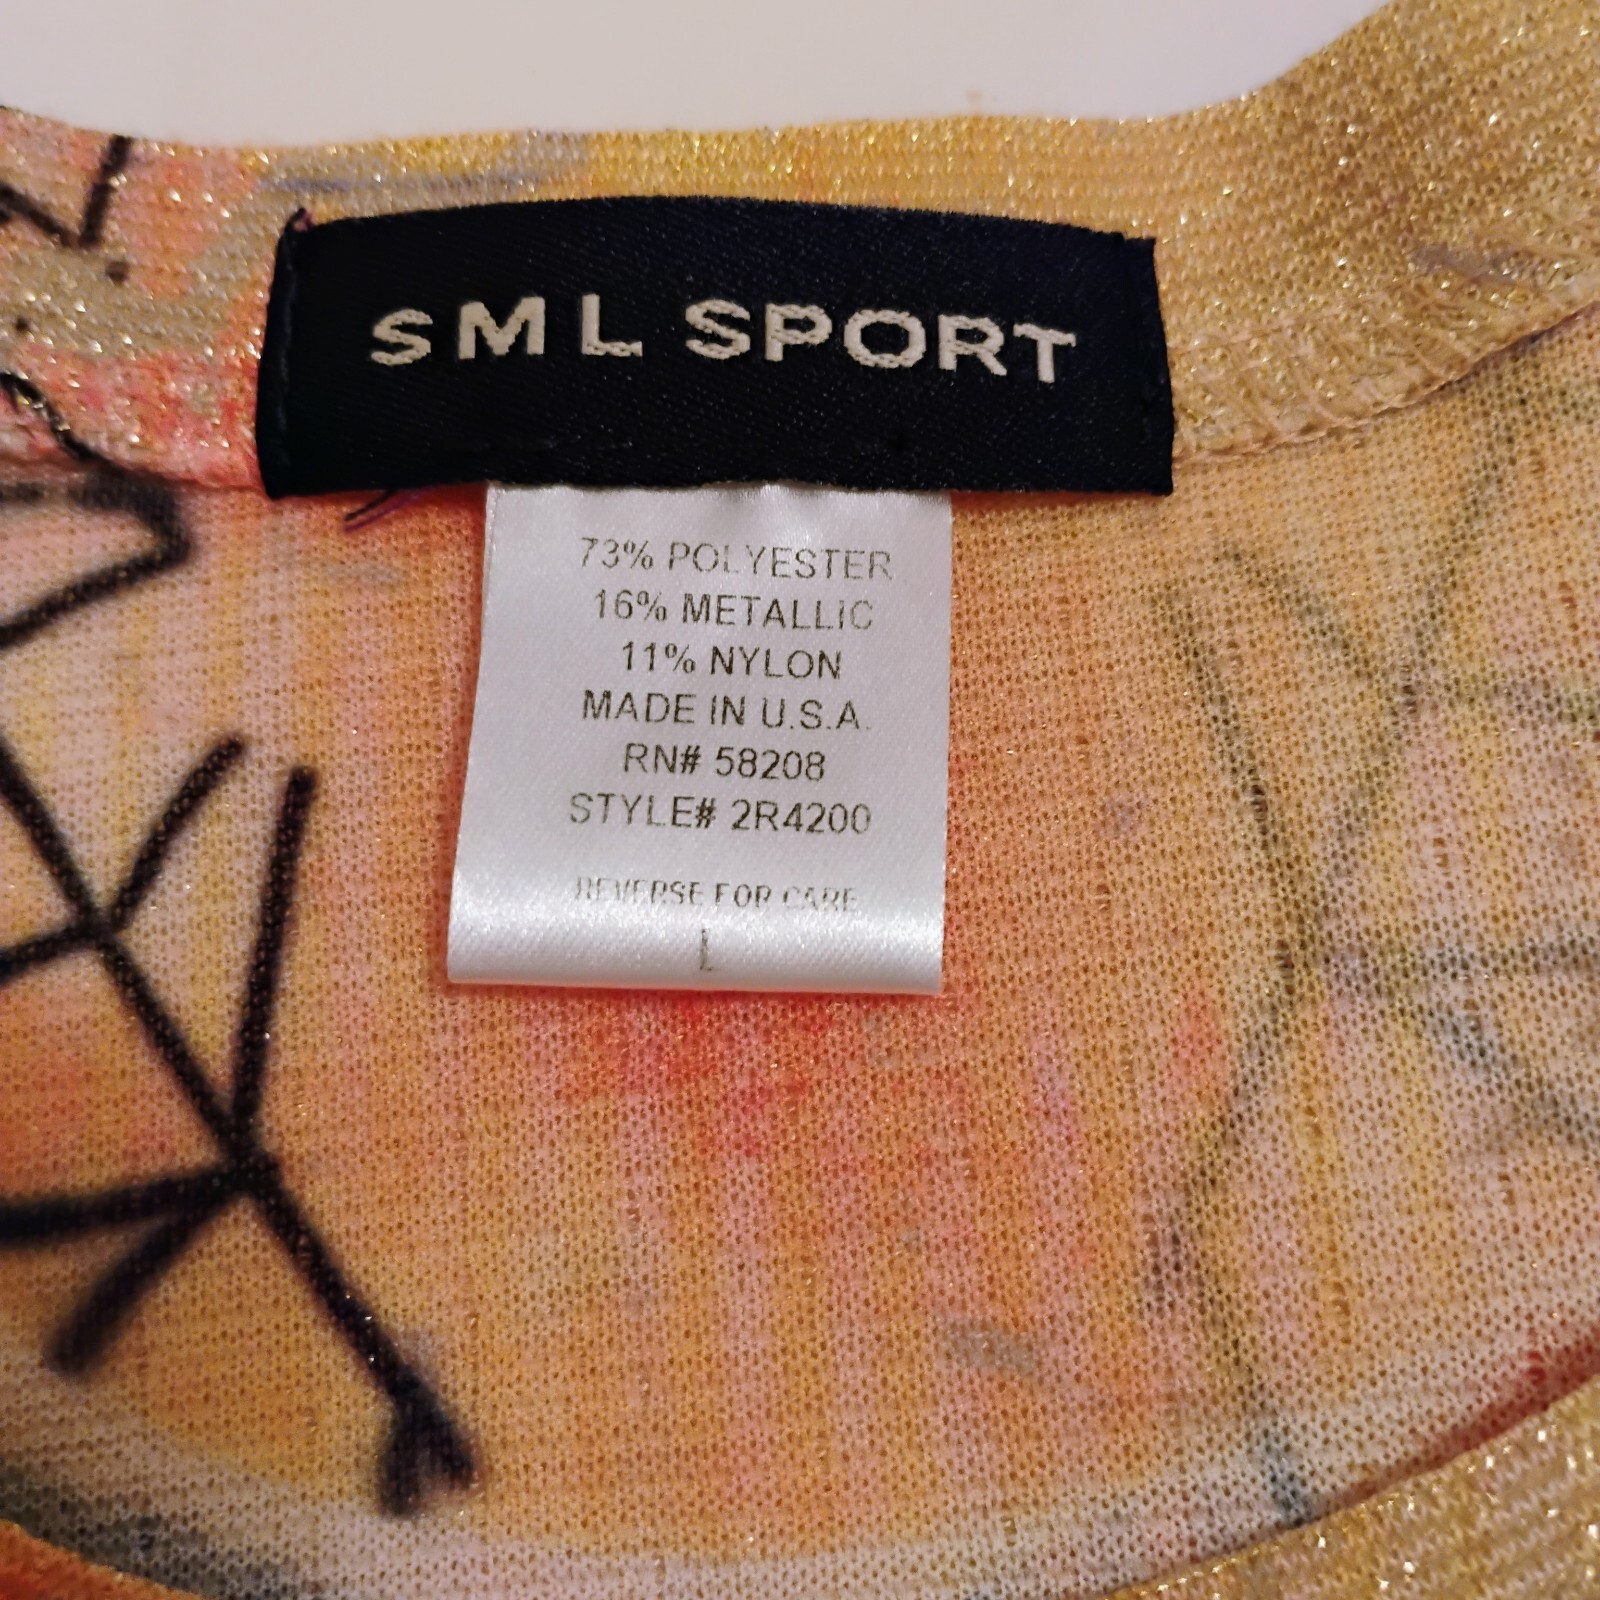 SML SPORT
73% POLYESTER
16% METALLIC
11% NYLON
MADE IN U.S.A.
RN# 58208
STYLE# 2R4200
REVERSE FOR CARE
L